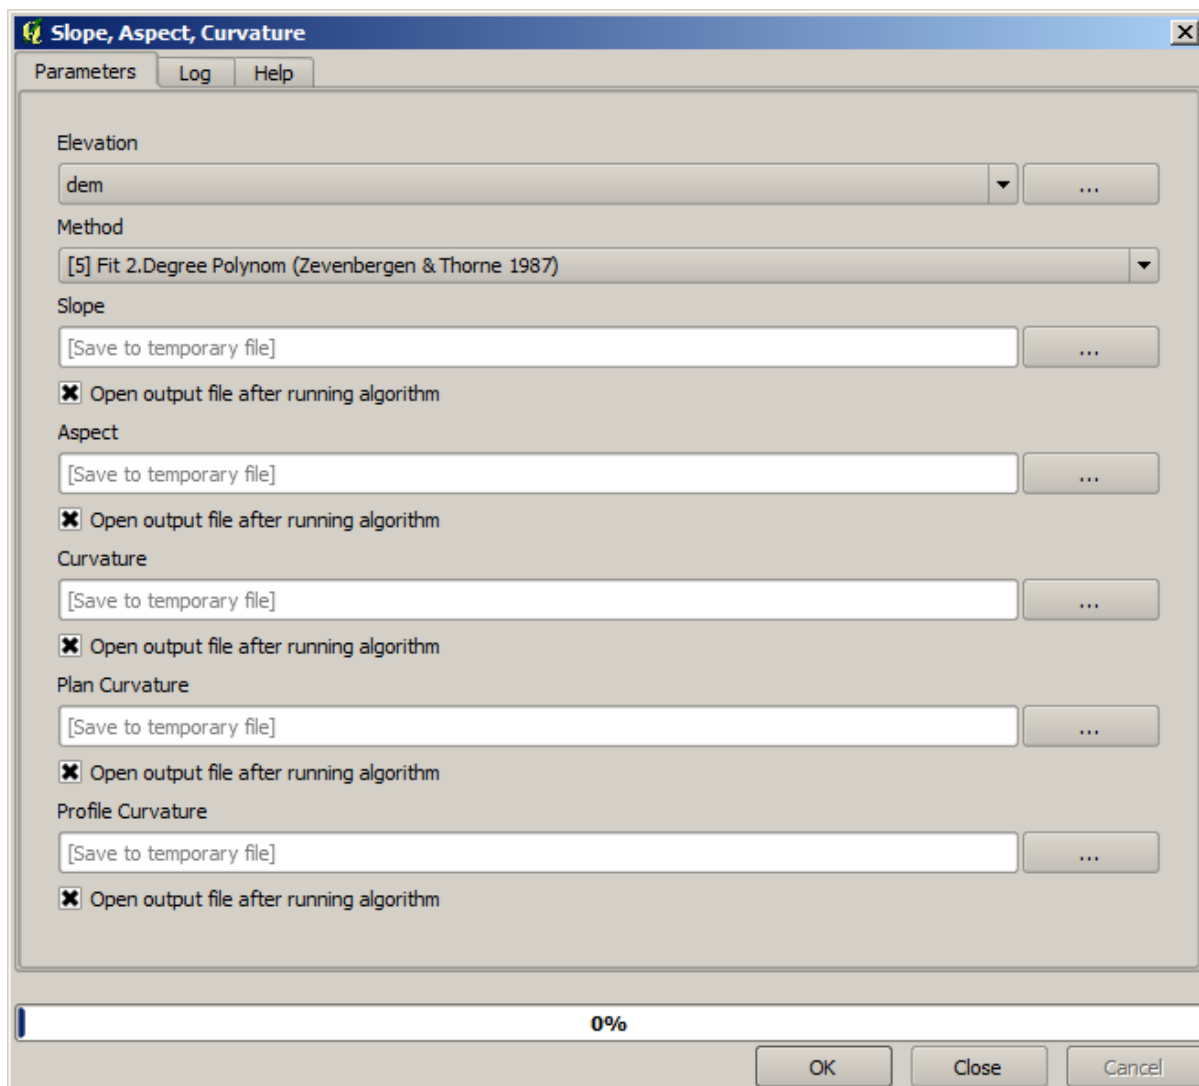 Slope, Aspect, Curvature
Parameters Log Help
Elevation
dem ...
Method
[5] Fit 2.Degree Polynom (Zevenbergen & Thorne 1987)
Slope
[Save to temporary file] ...
Open output file after running algorithm
Aspect
[Save to temporary file] ...
Open output file after running algorithm
Curvature
[Save to temporary file] ...
Open output file after running algorithm
Plan Curvature
[Save to temporary file] ...
Open output file after running algorithm
Profile Curvature
[Save to temporary file] ...
Open output file after running algorithm
0%
OK Close Cancel